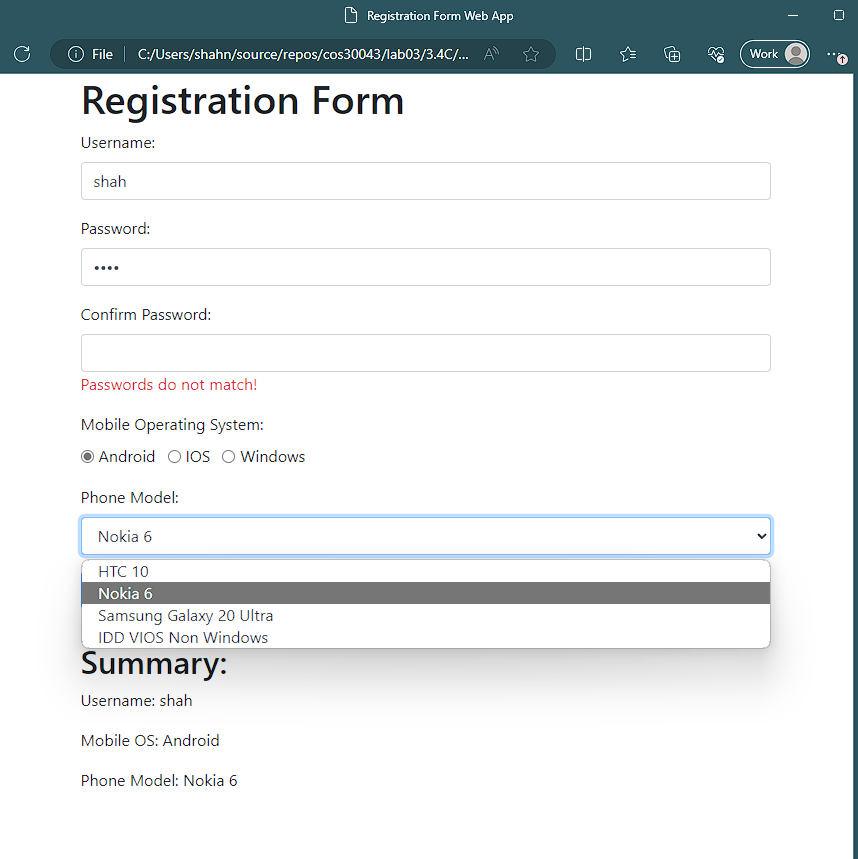 Registration Form Web App
File C:/Users/shahn/source/repos/cos30043/lab03/3.4C/... A Work
Registration Form
Username:
shah
Password:
••••
Confirm Password:
Passwords do not match!
Mobile Operating System:
Android IOS Windows
Phone Model:
Nokia 6
HTC 10
Nokia 6
Samsung Galaxy 20 Ultra
IDD VIOS Non Windows
Summary:
Username: shah
Mobile OS: Android
Phone Model: Nokia 6